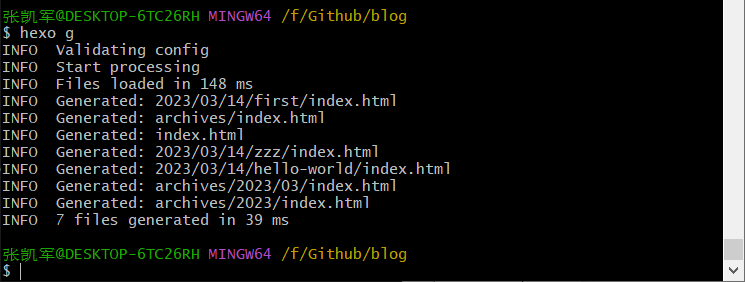 张凯军@DESKTOP-6TC26RH MINGW64 /f/Github/blog
$ hexo g
INFO  Validating config
INFO  Start processing
INFO  Files loaded in 148 ms
INFO  Generated: 2023/03/14/first/index.html
INFO  Generated: archives/index.html
INFO  Generated: index.html
INFO  Generated: 2023/03/14/zzz/index.html
INFO  Generated: 2023/03/14/hello-world/index.html
INFO  Generated: archives/2023/03/index.html
INFO  Generated: archives/2023/index.html
INFO  7 files generated in 39 ms
张凯军@DESKTOP-6TC26RH MINGW64 /f/Github/blog
$